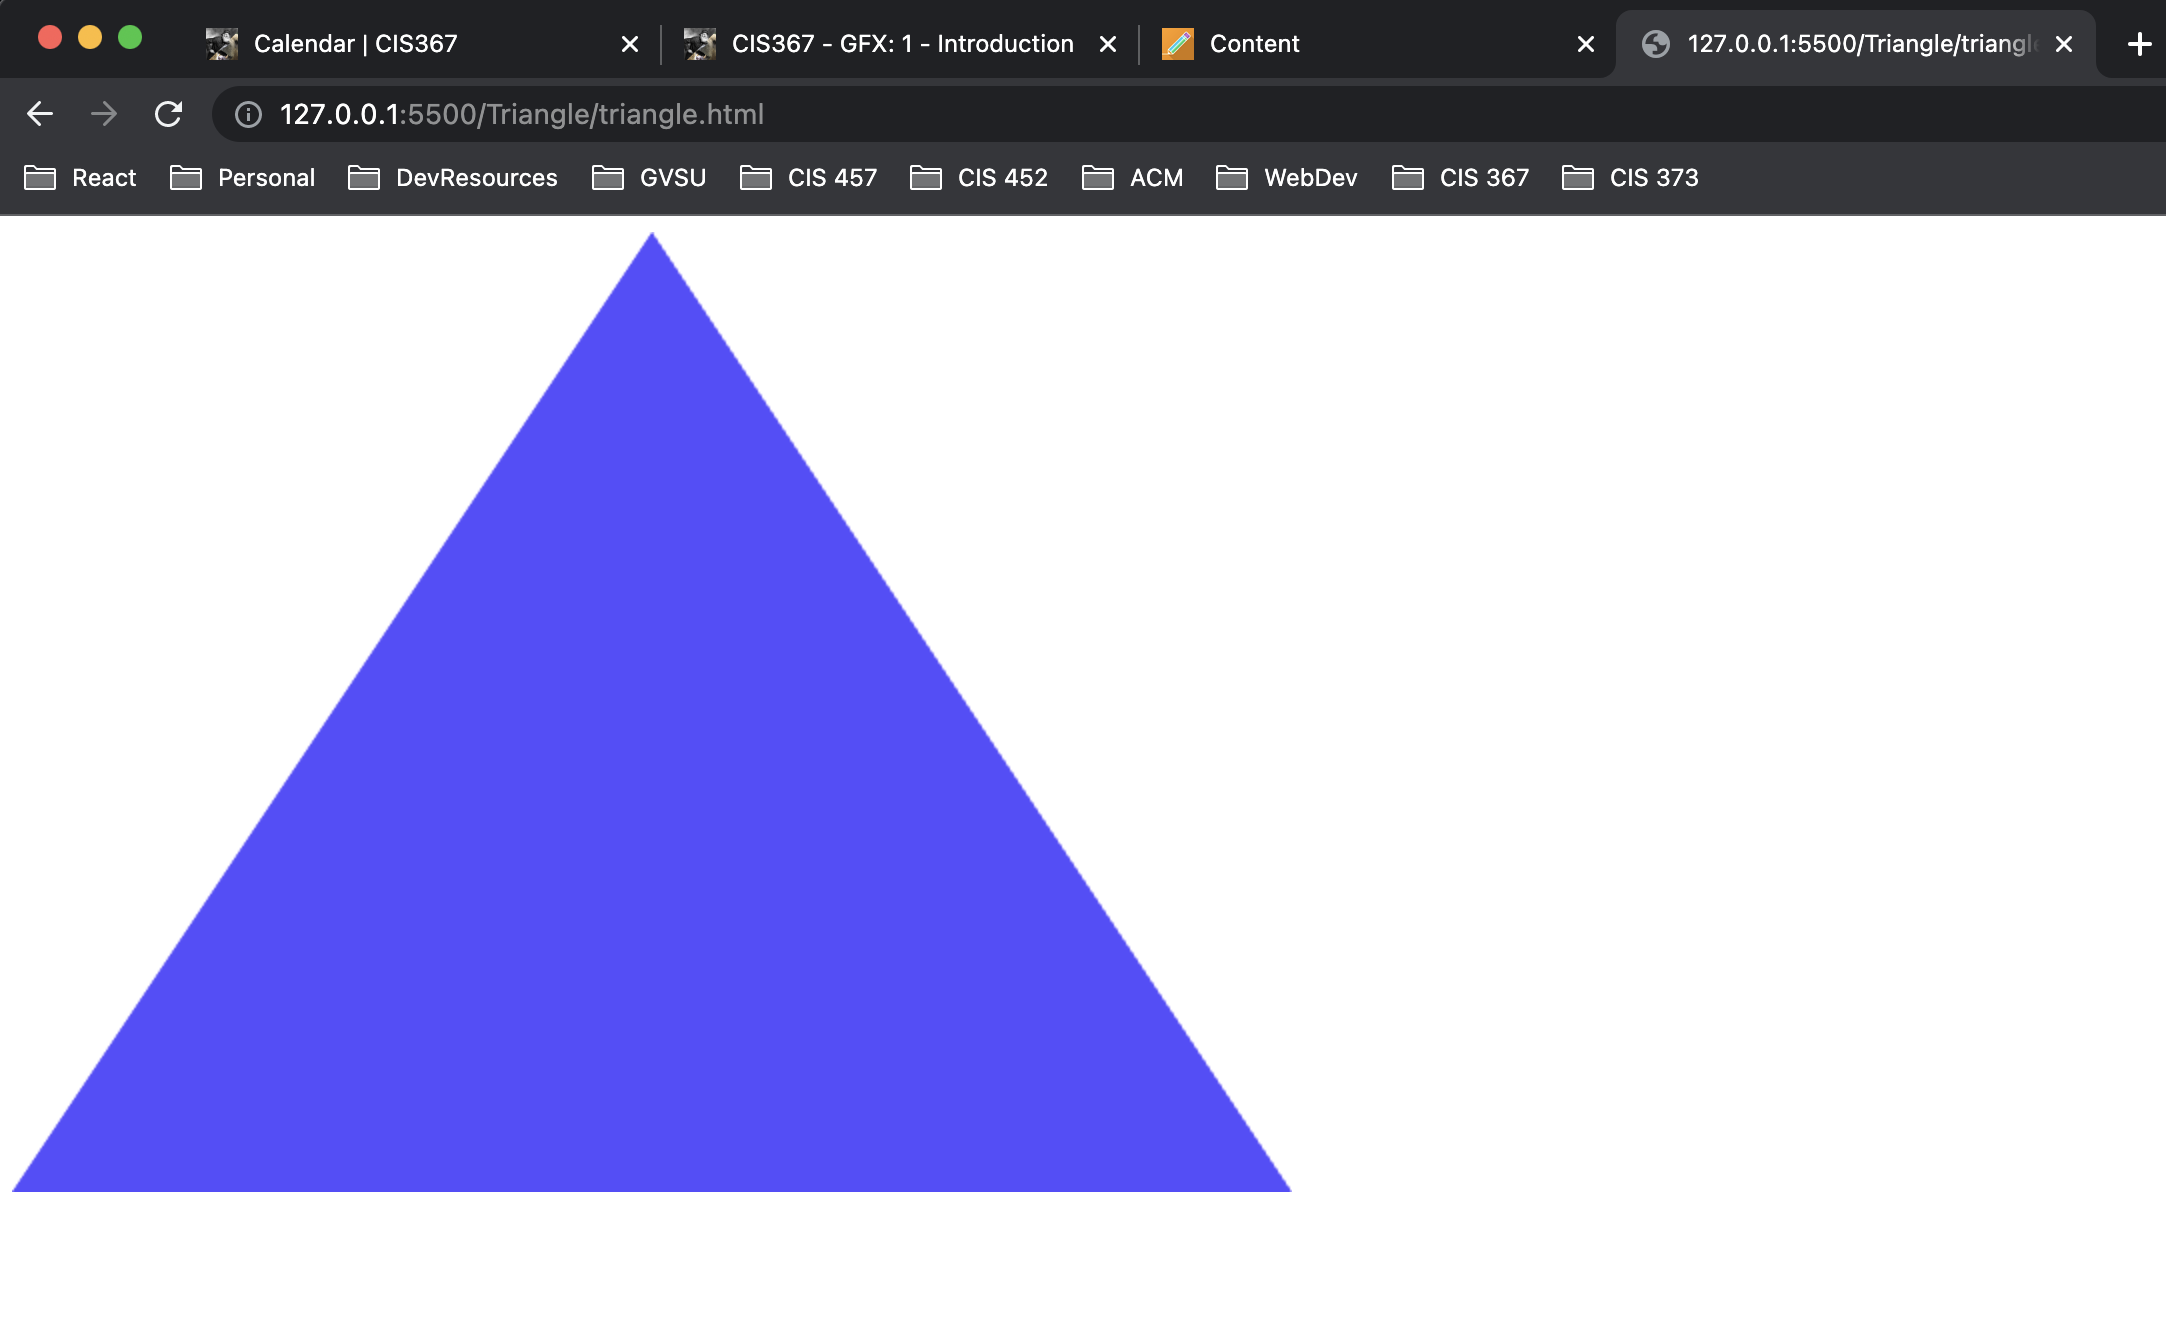 Calendar | CIS367
CIS367 - GFX: 1 - Introduction
Content
127.0.0.1:5500/Triangle/triangle
127.0.0.1:5500/Triangle/triangle.html
React Personal DevResources GVSU CIS 457 CIS 452 ACM WebDev CIS 367 CIS 373